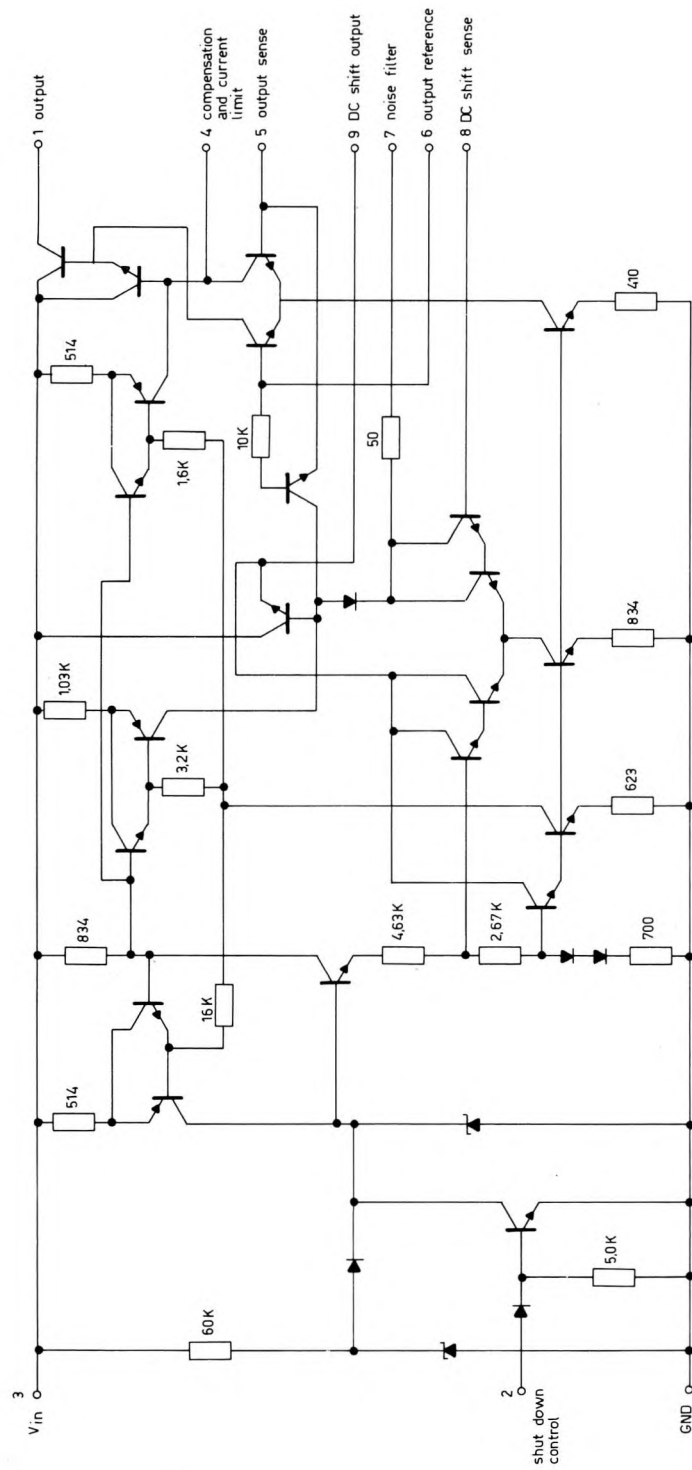 3
Vin
60K
2
shut down
control
5,0K
GND
514
834
16K
4,63K
2,67K
700
1,03K
3,2K
623
834
514
1,6K
10K
50
410
1 output
4 compensation
and current
limit
5 output sense
9 DC shift output
7 noise filter
6 output reference
8 DC shift sense